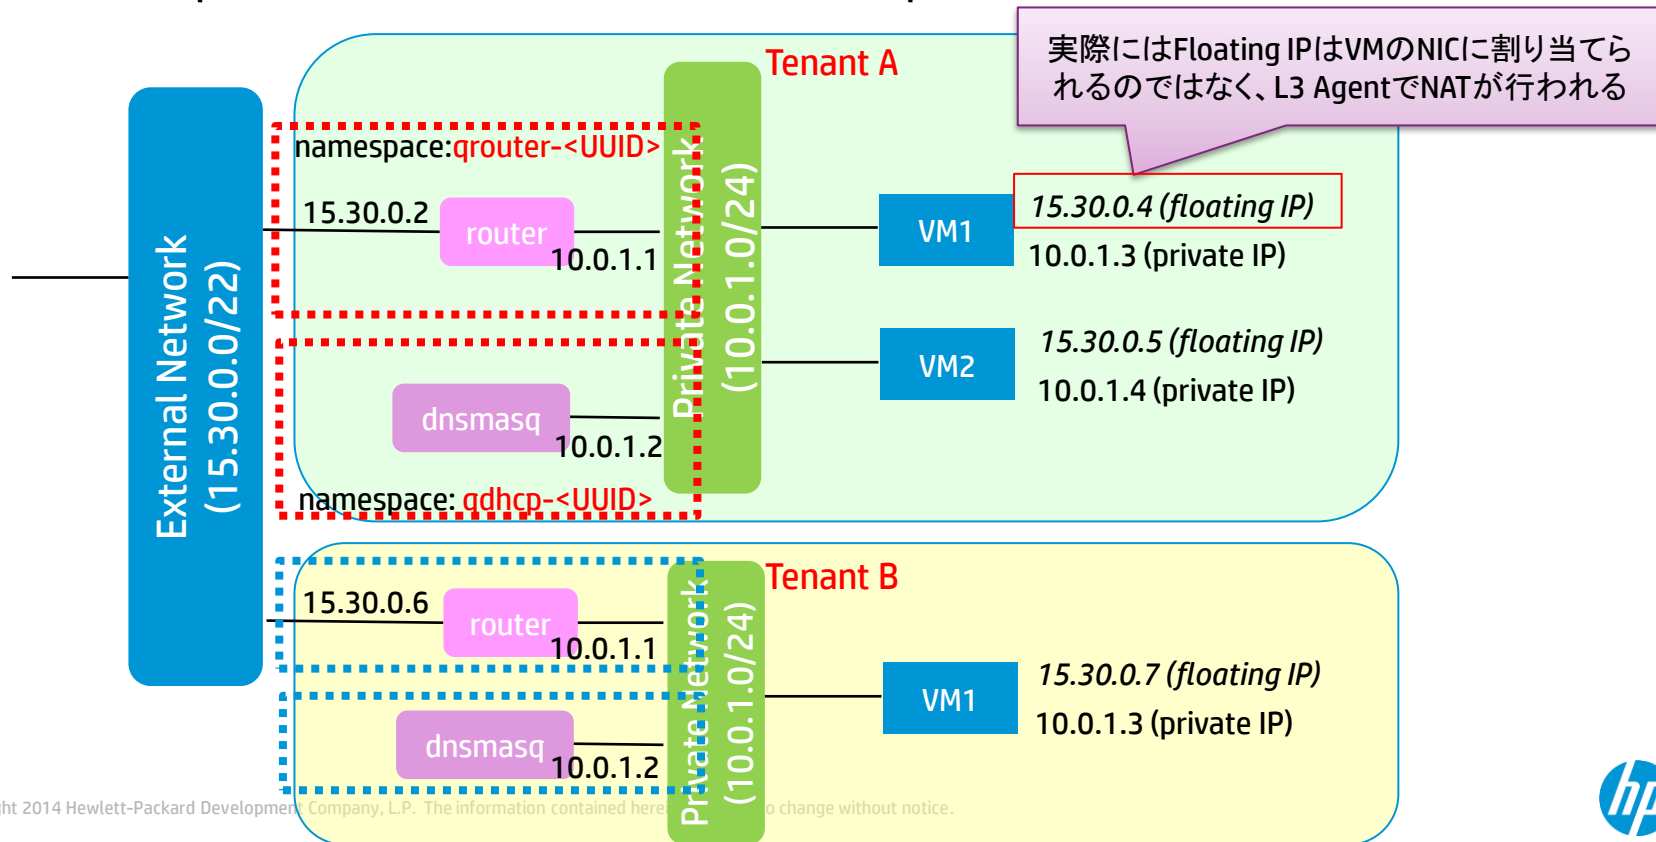 実際にはFloating IPはVMのNICに割り当てら
れるのではなく、L3 AgentでNATが行われる
Tenant A
namespace:qrouter-<UUID>
15.30.0.2
router
10.0.1.1
External Network
(15.30.0.0/22)
Private Network
(10.0.1.0/24)
VM1
15.30.0.4 (floating IP)
10.0.1.3 (private IP)
VM2
15.30.0.5 (floating IP)
10.0.1.4 (private IP)
dnsmasq
10.0.1.2
namespace: qdhcp-<UUID>
Tenant B
15.30.0.6
router
10.0.1.1
Private Network
(10.0.1.0/24)
VM1
15.30.0.7 (floating IP)
10.0.1.3 (private IP)
dnsmasq
10.0.1.2
ght 2014 Hewlett-Packard Development Company, L.P. The information contained herei o change without notice.
hp